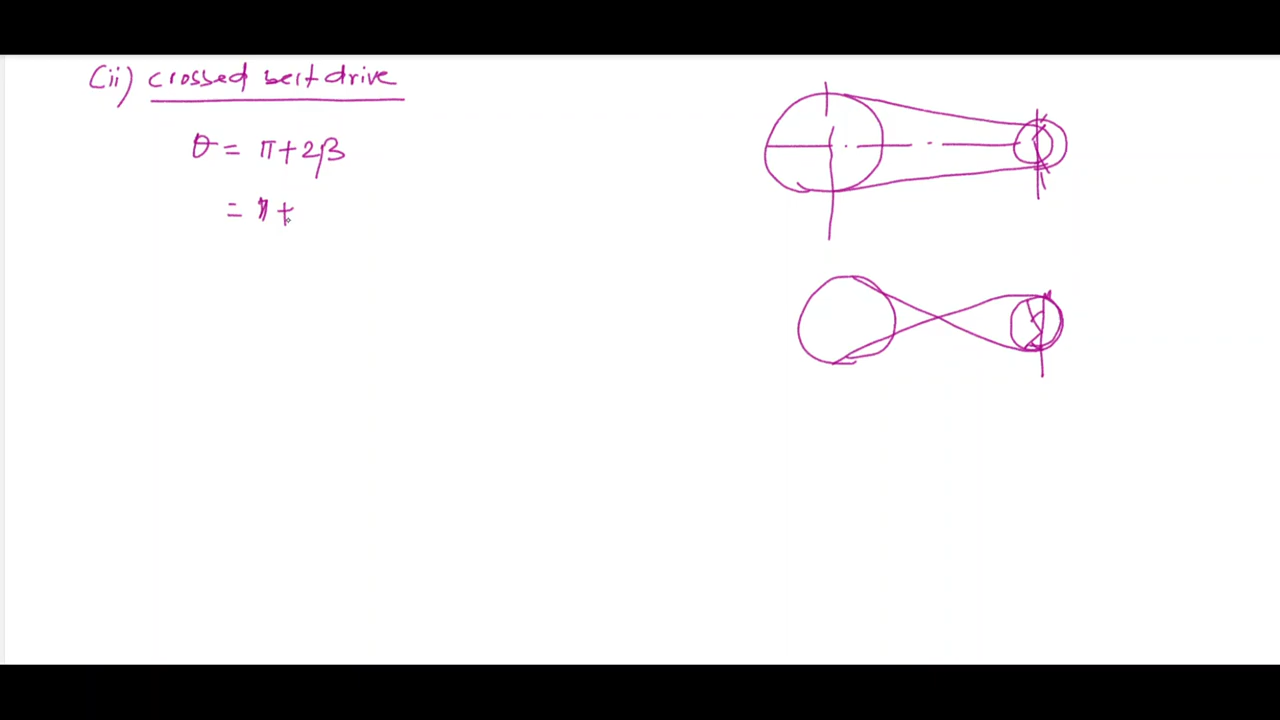 (ii) crossed belt drive
θ = π + 2β
= π +